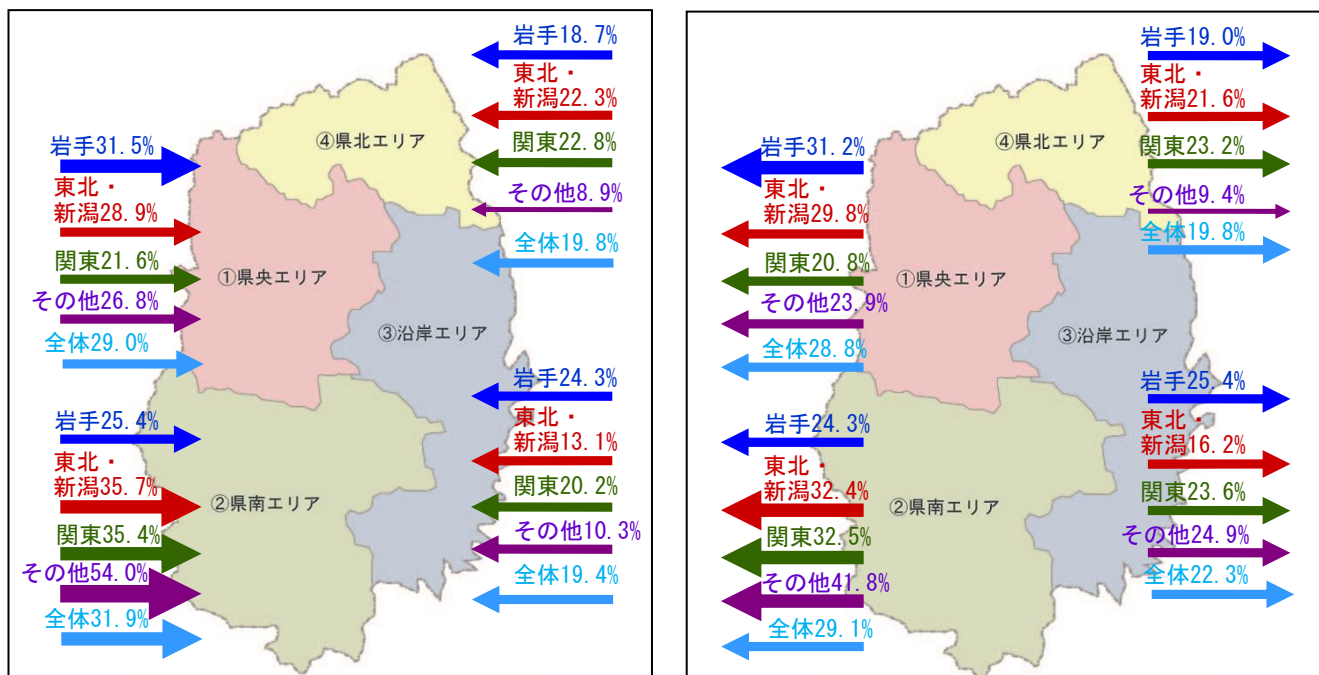 岩手18.7%
東北・
新潟22.3%
関東22.8%
その他8.9%
全体19.8%
④県北エリア
岩手31.5%
東北・
新潟28.9%
関東21.6%
その他26.8%
全体29.0%
①県央エリア
③沿岸エリア
岩手24.3%
東北・
新潟13.1%
関東20.2%
その他10.3%
全体19.4%
岩手25.4%
東北・
新潟35.7%
関東35.4%
その他54.0%
全体31.9%
②県南エリア
岩手19.0%
東北・
新潟21.6%
関東23.2%
その他9.4%
全体19.8%
④県北エリア
岩手31.2%
東北・
新潟29.8%
関東20.8%
その他23.9%
全体28.8%
①県央エリア
③沿岸エリア
岩手25.4%
東北・
新潟16.2%
関東23.6%
その他24.9%
全体22.3%
岩手24.3%
東北・
新潟32.4%
関東32.5%
その他41.8%
全体29.1%
②県南エリア